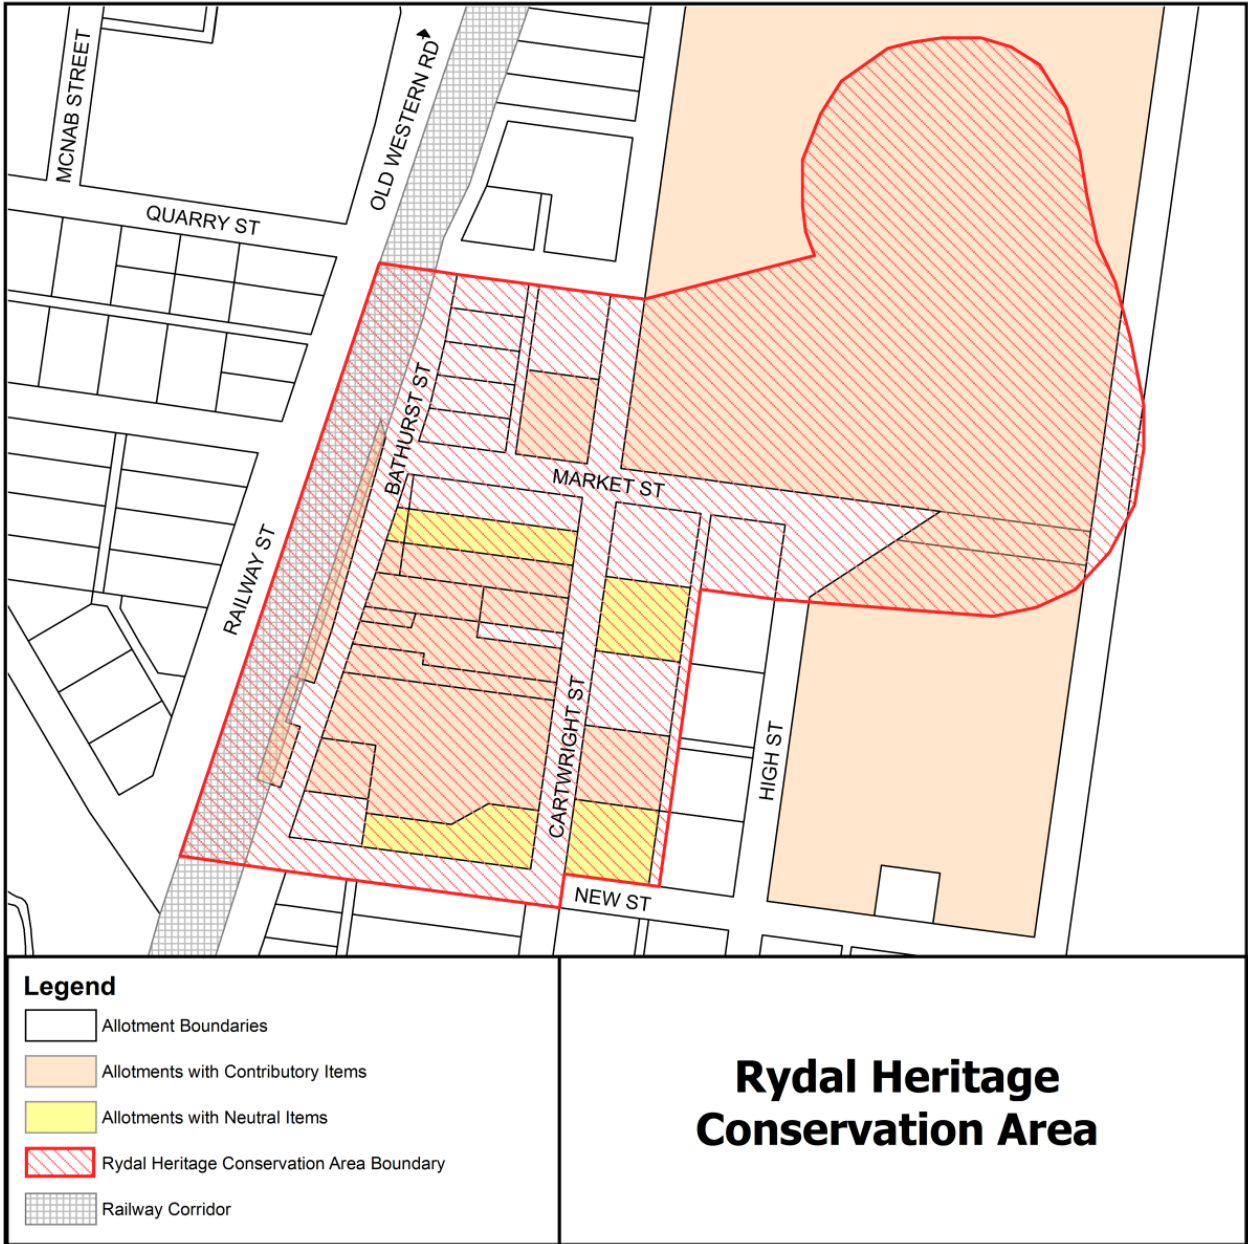 MCNAB STREET
OLD WESTERN RD
QUARRY ST
BATHURST ST
MARKET ST
RAILWAY ST
CARTWRIGHT ST
HIGH ST
NEW ST
Legend
Allotment Boundaries
Allotments with Contributory Items
Allotments with Neutral Items
Rydal Heritage Conservation Area Boundary
Railway Corridor
Rydal Heritage
Conservation Area